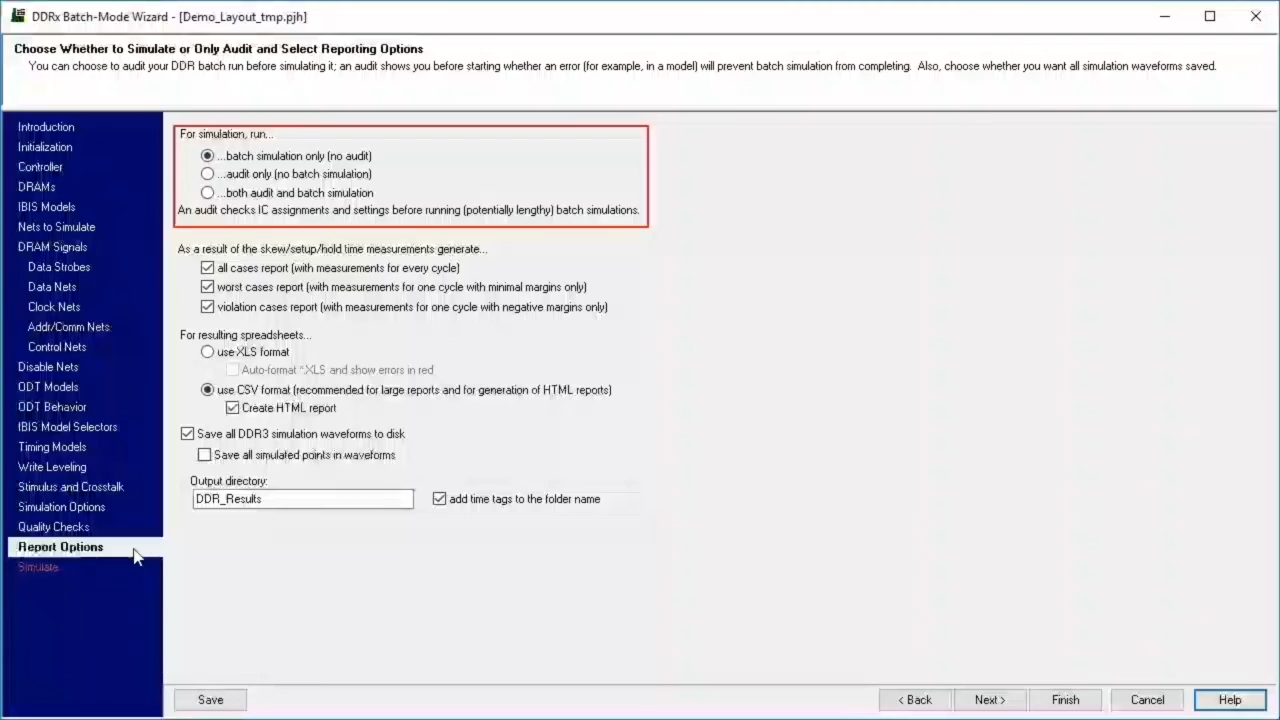 DDRx Batch-Mode Wizard - [Demo_Layout_tmp.pjh]
Choose Whether to Simulate or Only Audit and Select Reporting Options
You can choose to audit your DDR batch run before simulating it; an audit shows you before starting whether an error (for example, in a model) will prevent batch simulation from completing. Also, choose whether you want all simulation waveforms saved.
Introduction
Initialization
Controller
DRAMs
IBIS Models
Nets to Simulate
DRAM Signals
Data Strobes
Data Nets
Clock Nets
Addr/Comm Nets
Control Nets
Disable Nets
ODT Models
ODT Behavior
IBIS Model Selectors
Timing Models
Write Leveling
Stimulus and Crosstalk
Simulation Options
Quality Checks
Report Options
Simulate
For simulation, run...
...batch simulation only (no audit)
...audit only (no batch simulation)
...both audit and batch simulation
An audit checks IC assignments and settings before running (potentially lengthy) batch simulations.
As a result of the skew/setup/hold time measurements generate...
all cases report (with measurements for every cycle)
worst cases report (with measurements for one cycle with minimal margins only)
violation cases report (with measurements for one cycle with negative margins only)
For resulting spreadsheets...
use XLS format
Auto-format *.XLS and show errors in red
use CSV format (recommended for large reports and for generation of HTML reports)
Create HTML report
Save all DDR3 simulation waveforms to disk
Save all simulated points in waveforms
Output directory:
DDR_Results
add time tags to the folder name
Save
< Back
Next >
Finish
Cancel
Help